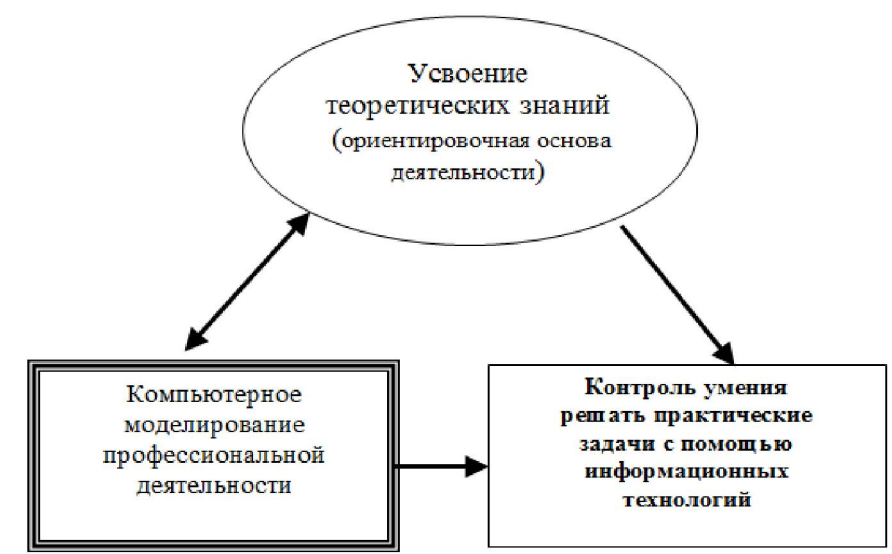 Усвоение
теоретических знаний
(ориентировочная основа
деятельности)
Компьютерное
моделирование
профессиональной
деятельности
Контроль умения
решать практические
задачи с помощью
информационных
технологий